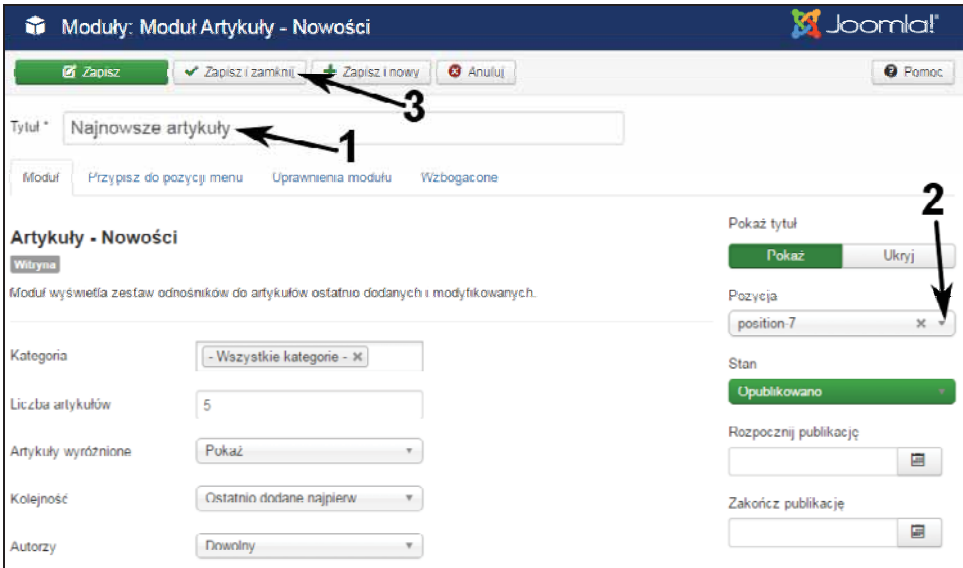 Moduły: Moduł Artykuły - Nowości
Joomla!®
Zapisz
Zapisz i zamknij
Zapisz i nowy
Anuluj
Pomoc
3
Tytuł *
Najnowsze artykuły
1
Moduł
Przypisz do pozycji menu
Uprawnienia modułu
Wzbogacone
2
Artykuły - Nowości
Witryna
Moduł wyświetla zestaw odnośników do artykułów ostatnio dodanych i modyfikowanych.
Pokaż tytuł
Pokaż
Ukryj
Pozycja
position-7
Kategoria
- Wszystkie kategorie -
Stan
Opublikowano
Liczba artykułów
5
Rozpocznij publikację
Artykuły wyróżnione
Pokaż
Kolejność
Ostatnio dodane najpierw
Zakończ publikację
Autorzy
Dowolny